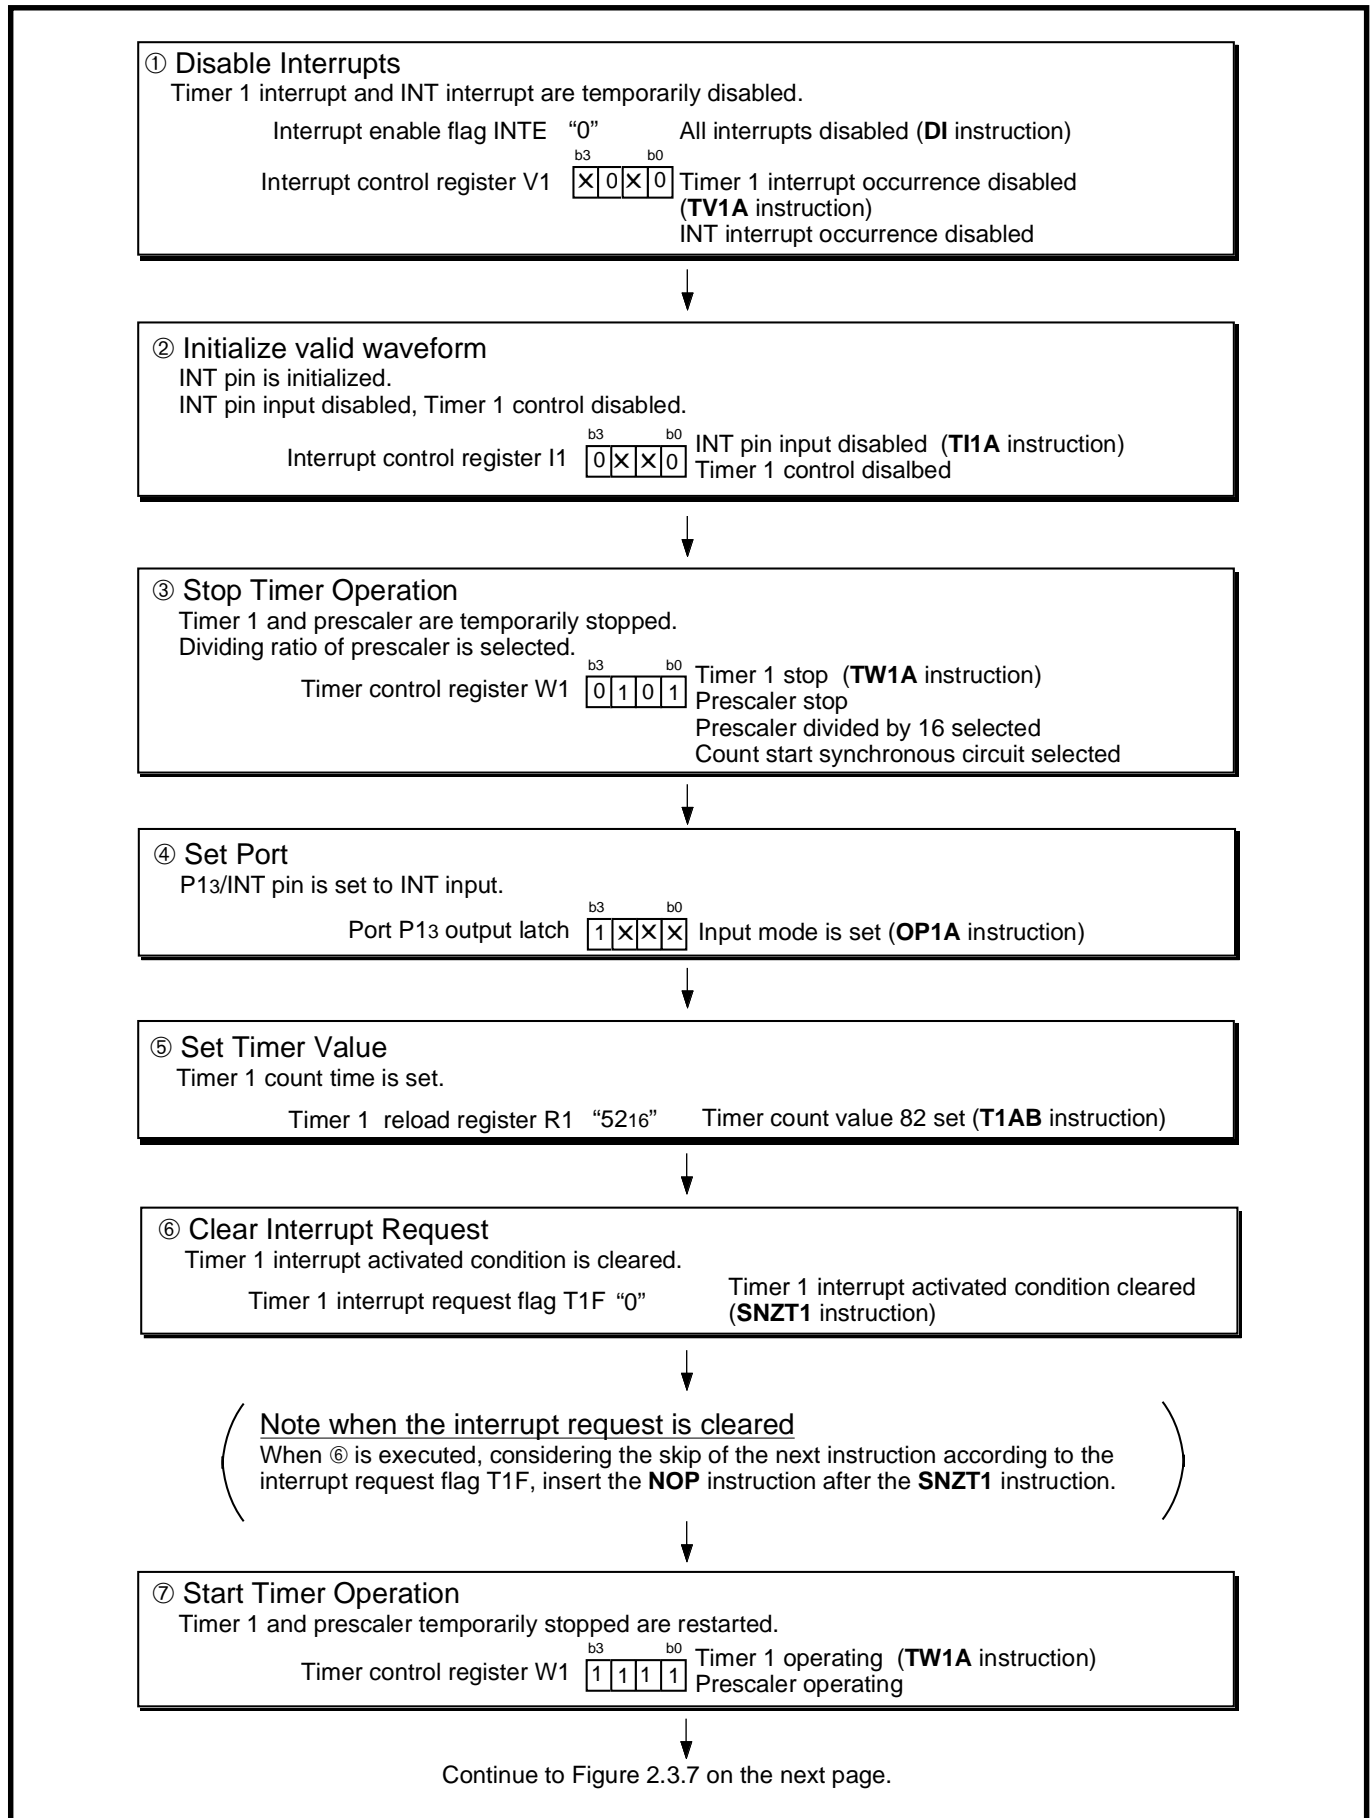 ① Disable Interrupts
Timer 1 interrupt and INT interrupt are temporarily disabled.
Interrupt enable flag INTE “0” All interrupts disabled (DI instruction)
b3 b0
Interrupt control register V1 ✕ 0 ✕ 0 Timer 1 interrupt occurrence disabled
(TV1A instruction)
INT interrupt occurrence disabled
② Initialize valid waveform
INT pin is initialized.
INT pin input disabled, Timer 1 control disabled.
b3 b0
Interrupt control register I1 0 ✕ ✕ 0 INT pin input disabled (TI1A instruction)
Timer 1 control disalbed
③ Stop Timer Operation
Timer 1 and prescaler are temporarily stopped.
Dividing ratio of prescaler is selected.
b3 b0
Timer control register W1 0 1 0 1 Timer 1 stop (TW1A instruction)
Prescaler stop
Prescaler divided by 16 selected
Count start synchronous circuit selected
④ Set Port
P13/INT pin is set to INT input.
b3 b0
Port P13 output latch 1 ✕ ✕ ✕ Input mode is set (OP1A instruction)
⑤ Set Timer Value
Timer 1 count time is set.
Timer 1 reload register R1 “5216” Timer count value 82 set (T1AB instruction)
⑥ Clear Interrupt Request
Timer 1 interrupt activated condition is cleared.
Timer 1 interrupt request flag T1F “0” Timer 1 interrupt activated condition cleared
(SNZT1 instruction)
Note when the interrupt request is cleared
When ⑥ is executed, considering the skip of the next instruction according to the
interrupt request flag T1F, insert the NOP instruction after the SNZT1 instruction.
⑦ Start Timer Operation
Timer 1 and prescaler temporarily stopped are restarted.
b3 b0
Timer control register W1 1 1 1 1 Timer 1 operating (TW1A instruction)
Prescaler operating
Continue to Figure 2.3.7 on the next page.